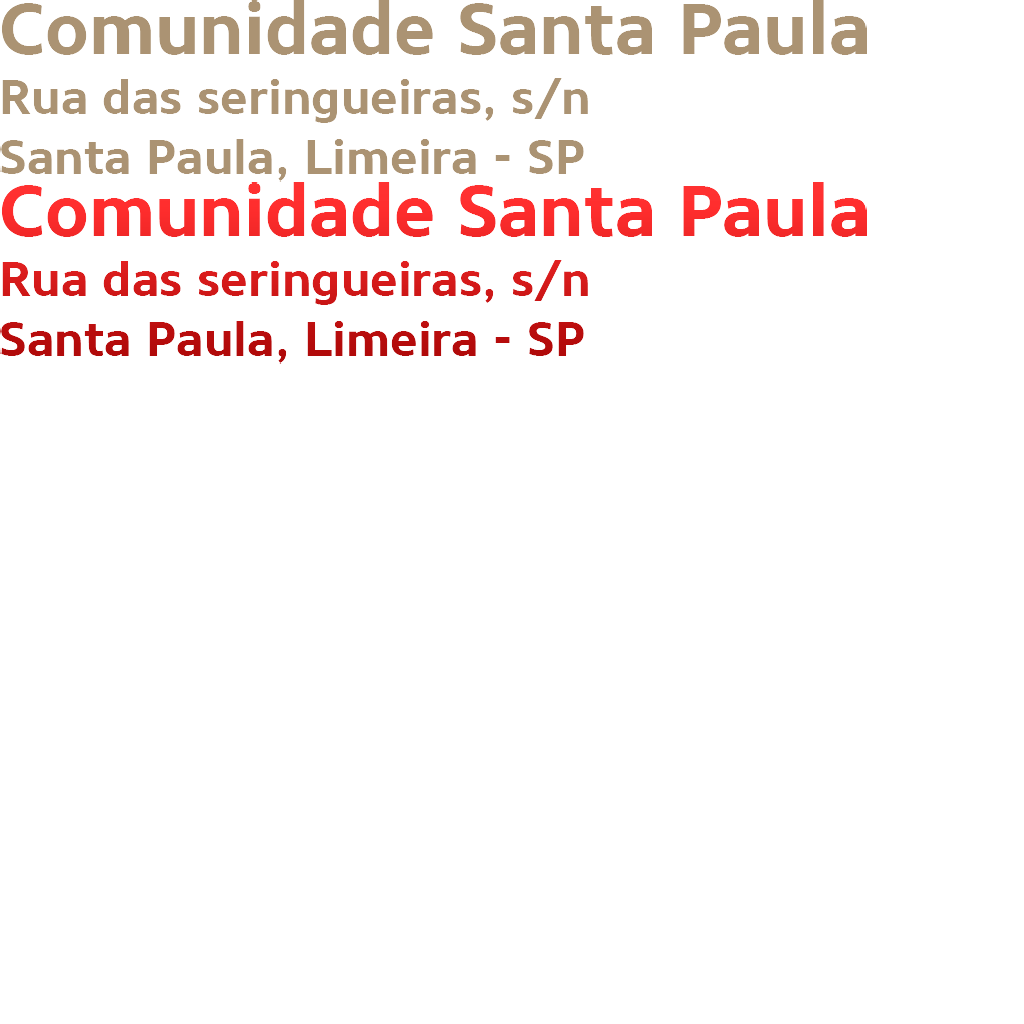 Comunidade Santa Paula
Rua das seringueiras, s/n
Santa Paula, Limeira - SP
Comunidade Santa Paula
Rua das seringueiras, s/n
Santa Paula, Limeira - SP